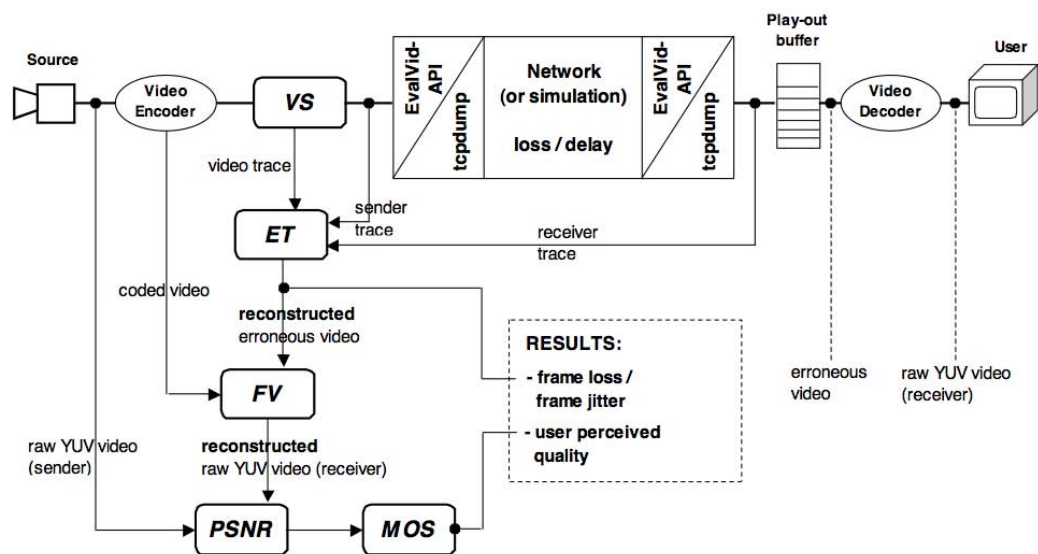 Source
Video
Encoder
VS
EvalVid-
API
tcpdump
Network
(or simulation)
loss / delay
EvalVid-
API
tcpdump
Play-out
buffer
Video
Decoder
User
video trace
sender
trace
ET
receiver
trace
coded video
reconstructed
erroneous video
RESULTS:
- frame loss /
frame jitter
- user perceived
quality
erroneous
video
raw YUV video
(receiver)
FV
raw YUV video
(sender)
reconstructed
raw YUV video (receiver)
PSNR
MOS